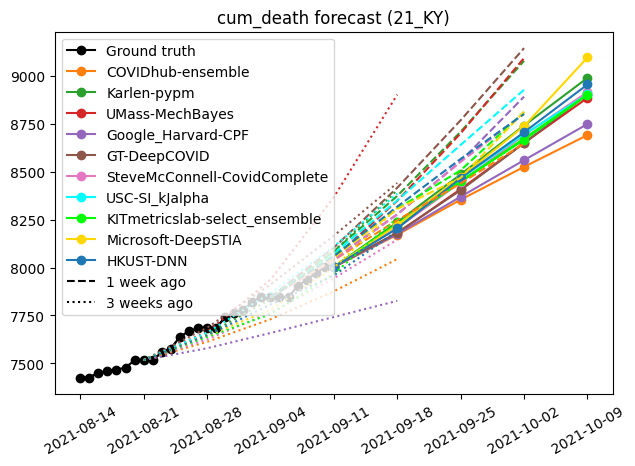 cum_death forecast (21_KY)
Ground truth
COVIDhub-ensemble
Karlen-pypm
UMass-MechBayes
Google_Harvard-CPF
GT-DeepCOVID
SteveMcConnell-CovidComplete
USC-SI_kJalpha
KITmetricslab-select_ensemble
Microsoft-DeepSTIA
HKUST-DNN
1 week ago
3 weeks ago
9000
8750
8500
8250
8000
7750
7500
2021-08-14
2021-08-21
2021-08-28
2021-09-04
2021-09-11
2021-09-18
2021-09-25
2021-10-02
2021-10-09